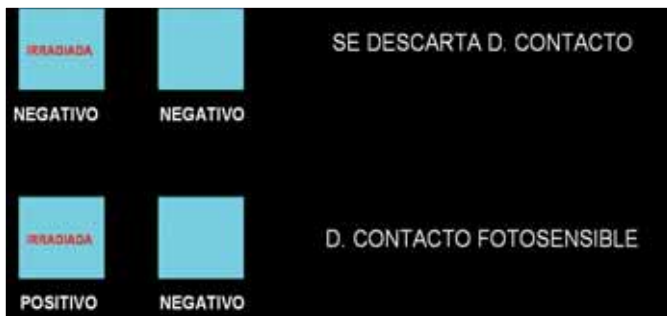 IRRADIADA
SE DESCARTA D. CONTACTO
NEGATIVO NEGATIVO
IRRADIADA
D. CONTACTO FOTOSENSIBLE
POSITIVO NEGATIVO